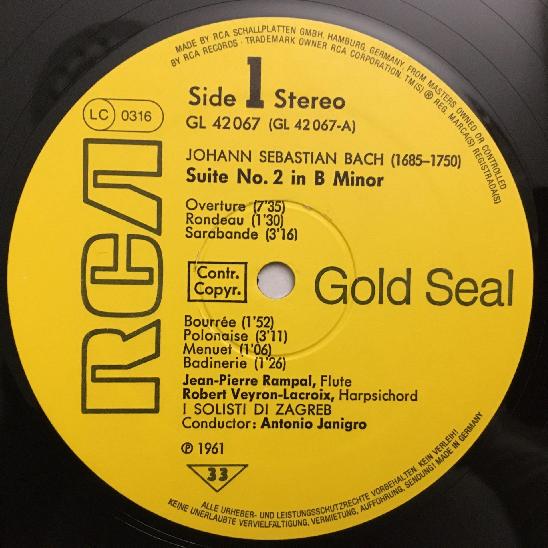 MADE BY RCA SCHALLPLATTEN GMBH, HAMBURG, GERMANY, FROM MASTERS OWNED OR CONTROLLED
BY RCA RECORDS · TRADEMARK OWNER RCA CORPORATION. TM(S) ® REG. MARCA(S) REGISTRADA(S)
Side 1 Stereo
GL 42067 (GL 42067-A)
LC 0316
JOHANN SEBASTIAN BACH (1685–1750)
Suite No. 2 in B Minor
Overture (7'35)
Rondeau (1'30)
Sarabande (3'16)
RCA
Contr.
Copyr.
Gold Seal
Bourrée (1'52)
Polonaise (3'11)
Menuet (1'06)
Badinerie (1'26)
Jean-Pierre Rampal, Flute
Robert Veyron-Lacroix, Harpsichord
I SOLISTI DI ZAGREB
Conductor: Antonio Janigro
℗ 1961
33
ALLE URHEBER- UND LEISTUNGSSCHUTZRECHTE VORBEHALTEN. KEIN VERLEIH!
KEINE UNERLAUBTE VERVIELFÄLTIGUNG, VERMIETUNG, AUFFÜHRUNG, SENDUNG! MADE IN GERMANY